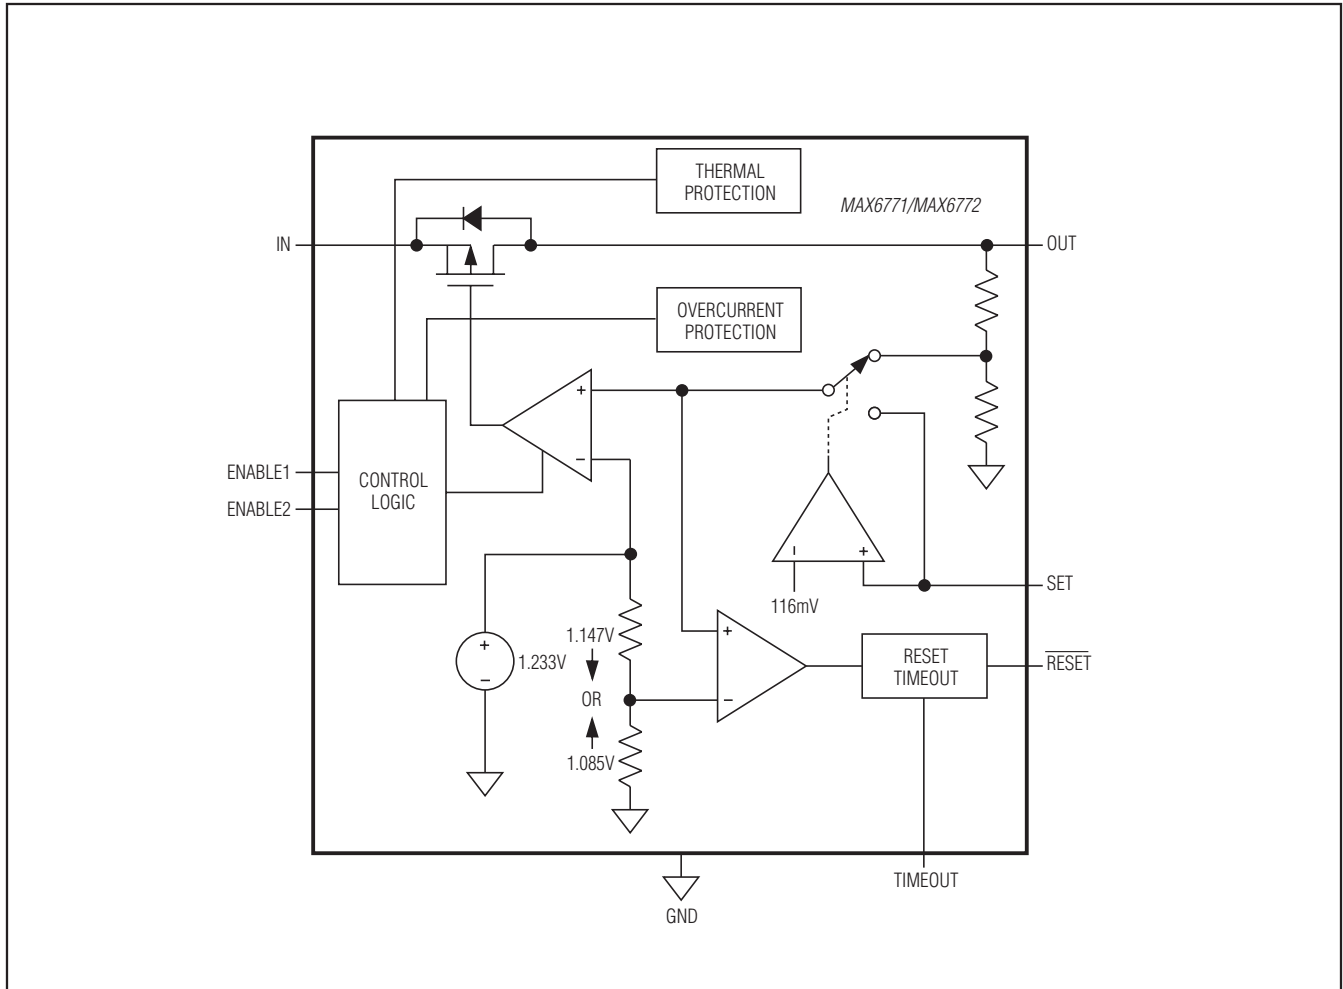 THERMAL
PROTECTION
MAX6771/MAX6772
IN
OUT
OVERCURRENT
PROTECTION
+
−
ENABLE1
ENABLE2
CONTROL
LOGIC
−
+
116mV
SET
+
−
1.233V
1.147V
OR
1.085V
+
−
RESET
TIMEOUT
RESET
TIMEOUT
GND